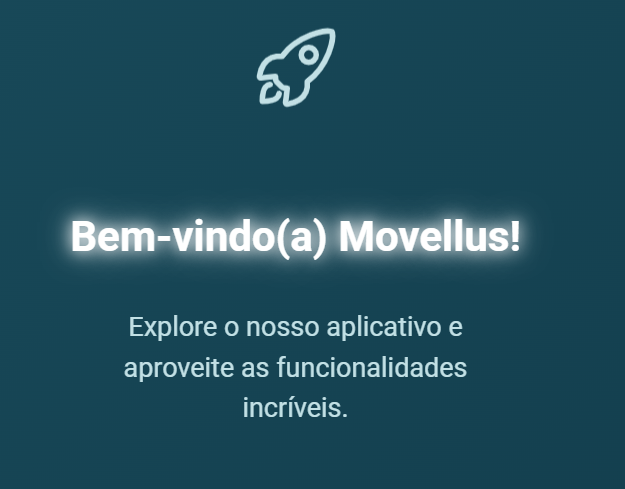 Bem-vindo(a) Movellus!
Explore o nosso aplicativo e
aproveite as funcionalidades
incríveis.